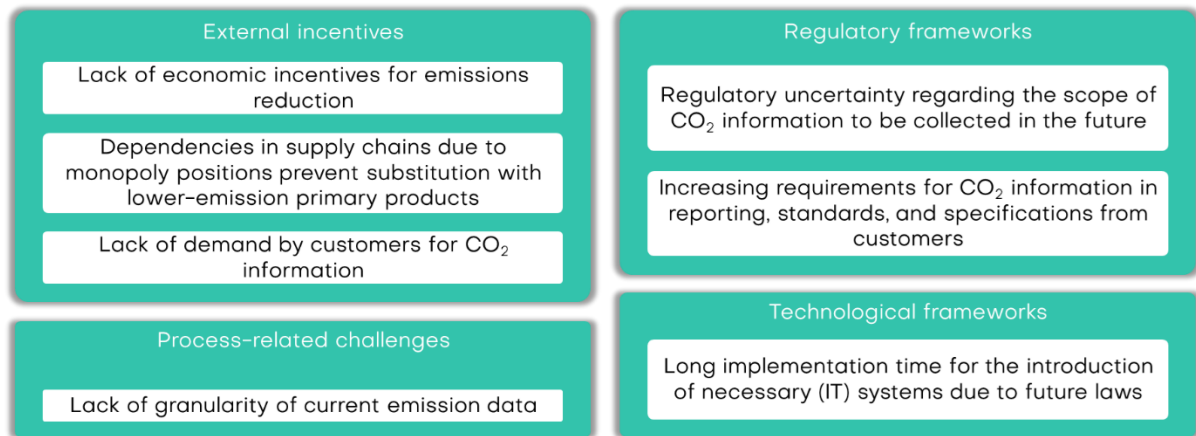 External incentives
Lack of economic incentives for emissions
reduction
Dependencies in supply chains due to
monopoly positions prevent substitution with
lower-emission primary products
Lack of demand by customers for CO₂
information
Process-related challenges
Lack of granularity of current emission data
Regulatory frameworks
Regulatory uncertainty regarding the scope of
CO₂ information to be collected in the future
Increasing requirements for CO₂ information in
reporting, standards, and specifications from
customers
Technological frameworks
Long implementation time for the introduction
of necessary (IT) systems due to future laws